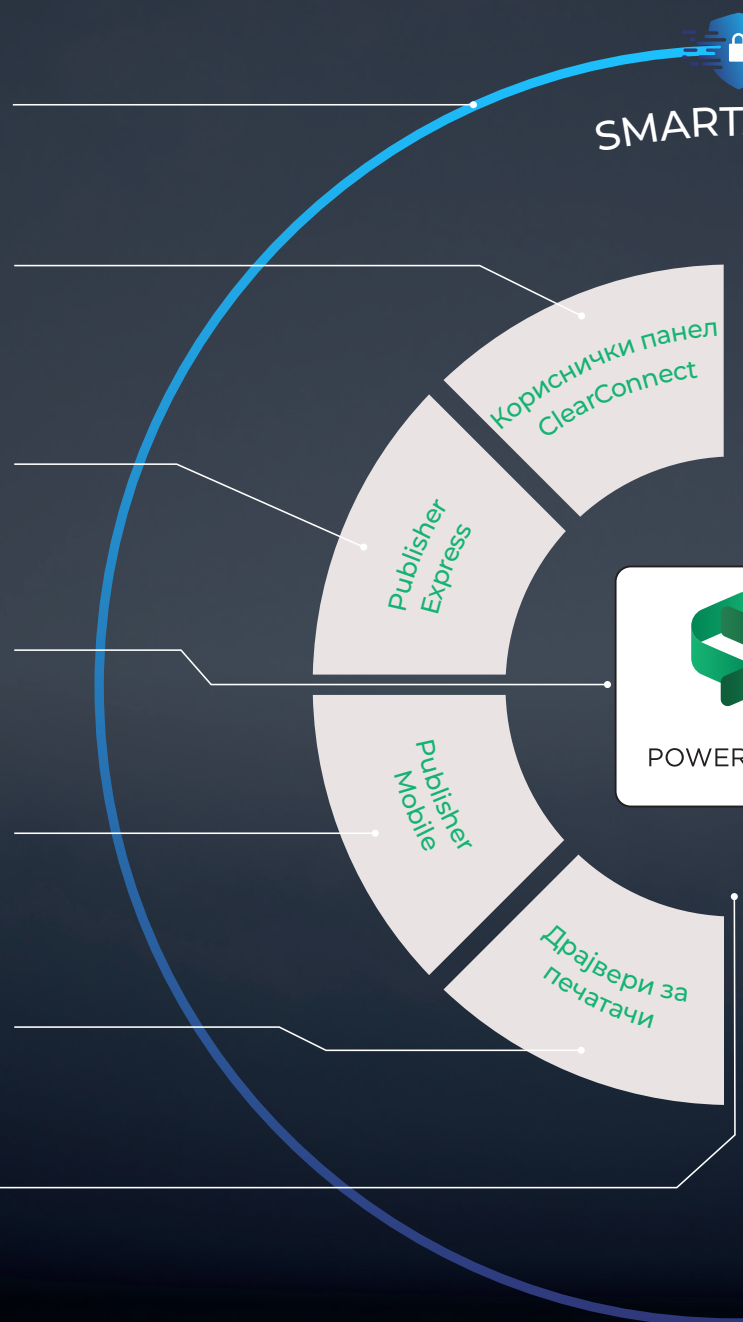 SMART
Кориснички панел
ClearConnect
Publisher
Express
POWER
Publisher
Mobile
Драјвери за
печатачи